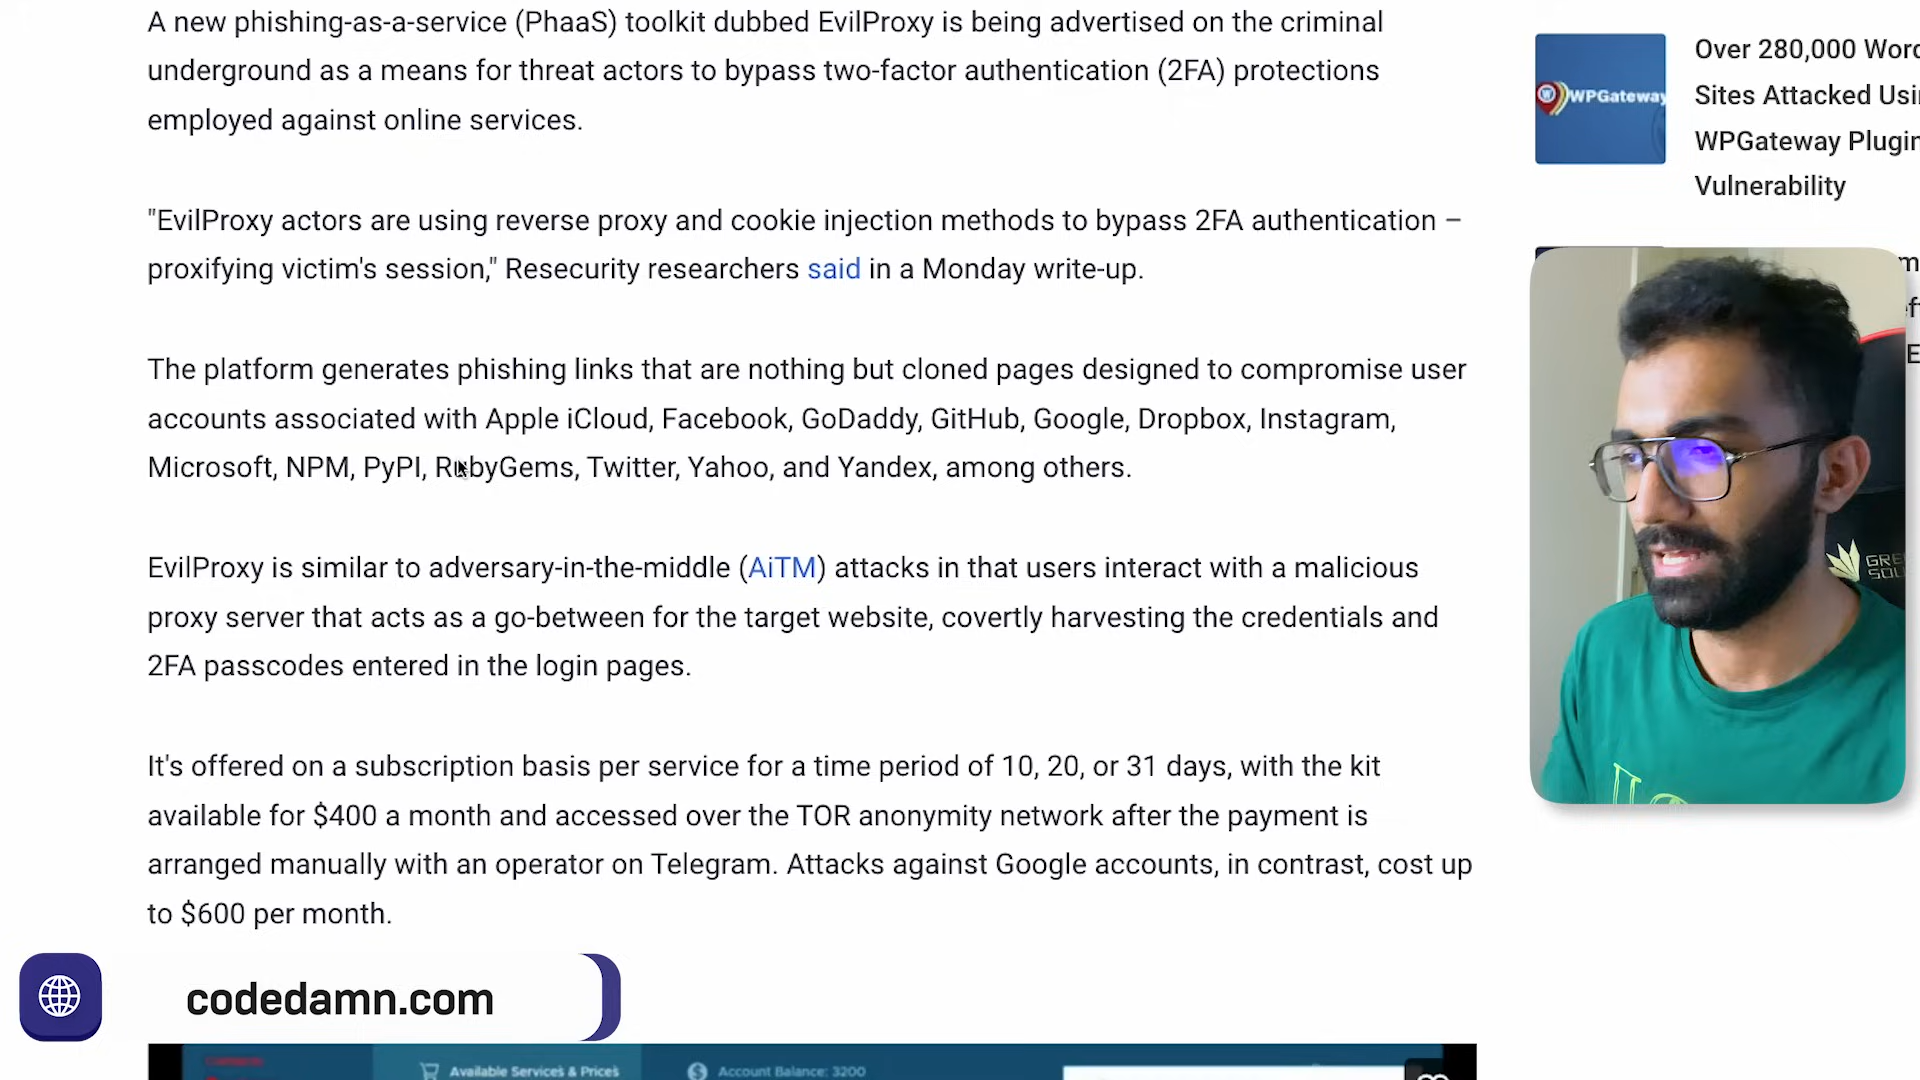 A new phishing-as-a-service (PhaaS) toolkit dubbed EvilProxy is being advertised on the criminal
underground as a means for threat actors to bypass two-factor authentication (2FA) protections
employed against online services.
"EvilProxy actors are using reverse proxy and cookie injection methods to bypass 2FA authentication –
proxifying victim's session," Resecurity researchers said in a Monday write-up.
The platform generates phishing links that are nothing but cloned pages designed to compromise user
accounts associated with Apple iCloud, Facebook, GoDaddy, GitHub, Google, Dropbox, Instagram,
Microsoft, NPM, PyPI, RubyGems, Twitter, Yahoo, and Yandex, among others.
EvilProxy is similar to adversary-in-the-middle (AiTM) attacks in that users interact with a malicious
proxy server that acts as a go-between for the target website, covertly harvesting the credentials and
2FA passcodes entered in the login pages.
It's offered on a subscription basis per service for a time period of 10, 20, or 31 days, with the kit
available for $400 a month and accessed over the TOR anonymity network after the payment is
arranged manually with an operator on Telegram. Attacks against Google accounts, in contrast, cost up
to $600 per month.
codedamn.com
Available Services & Prices
Account Balance: 3200
WPGateway
Over 280,000
Sites Attacked
WPGateway Plugin
Vulnerability